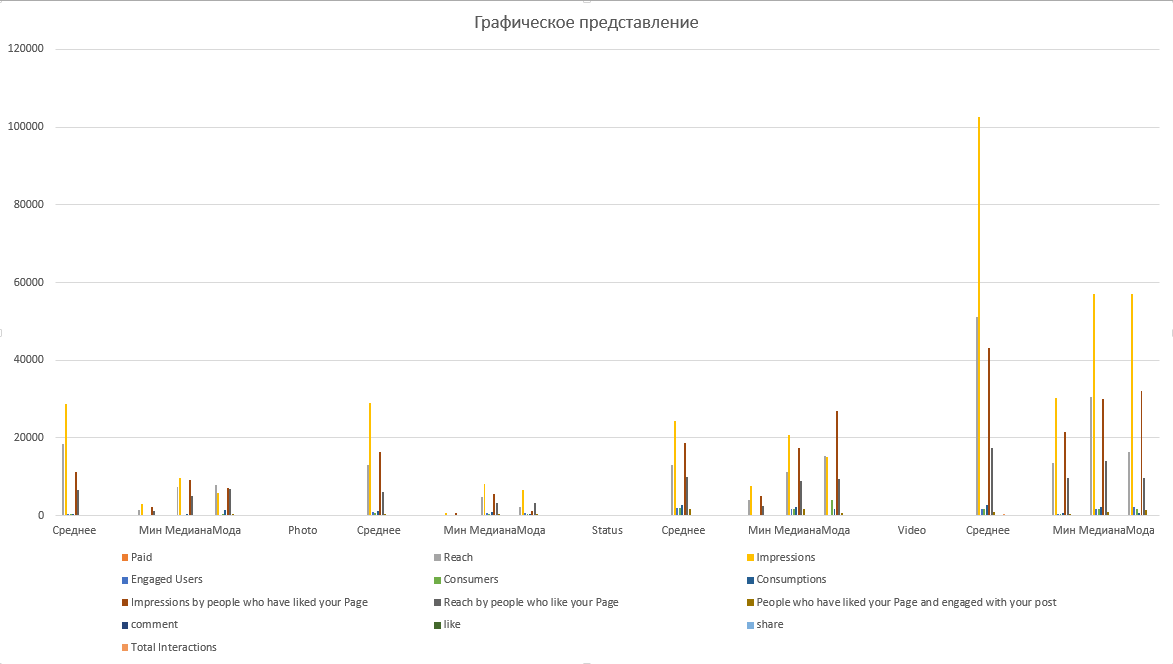 Графическое представление
120000
100000
80000
60000
40000
20000
0
Среднее Мин Медиана Мода Photo Среднее Мин Медиана Мода Status Среднее Мин Медиана Мода Video Среднее Мин Медиана Мода
Paid Reach Impressions
Engaged Users Consumers Consumptions
Impressions by people who have liked your Page Reach by people who like your Page People who have liked your Page and engaged with your post
comment like share
Total Interactions